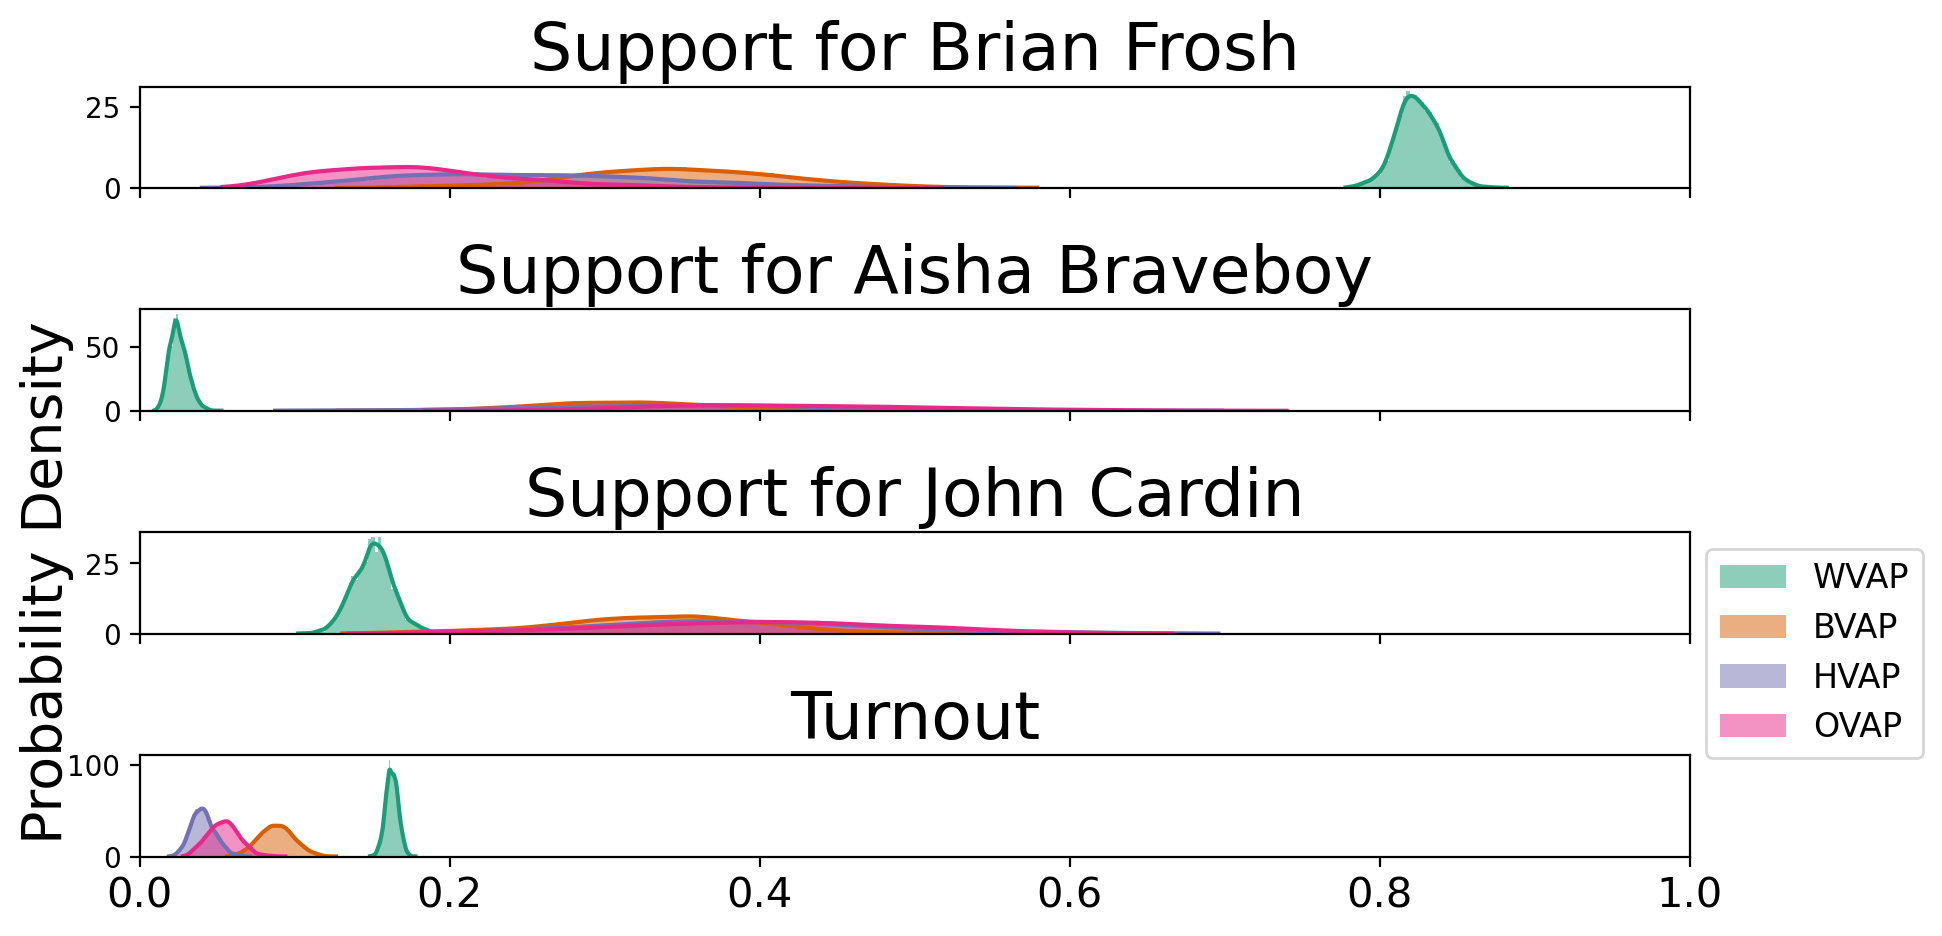 Support for Brian Frosh
25
0
Support for Aisha Braveboy
50
0
Support for John Cardin
25
0
Turnout
100
0
0.0 0.2 0.4 0.6 0.8 1.0
Probability Density
WVAP
BVAP
HVAP
OVAP